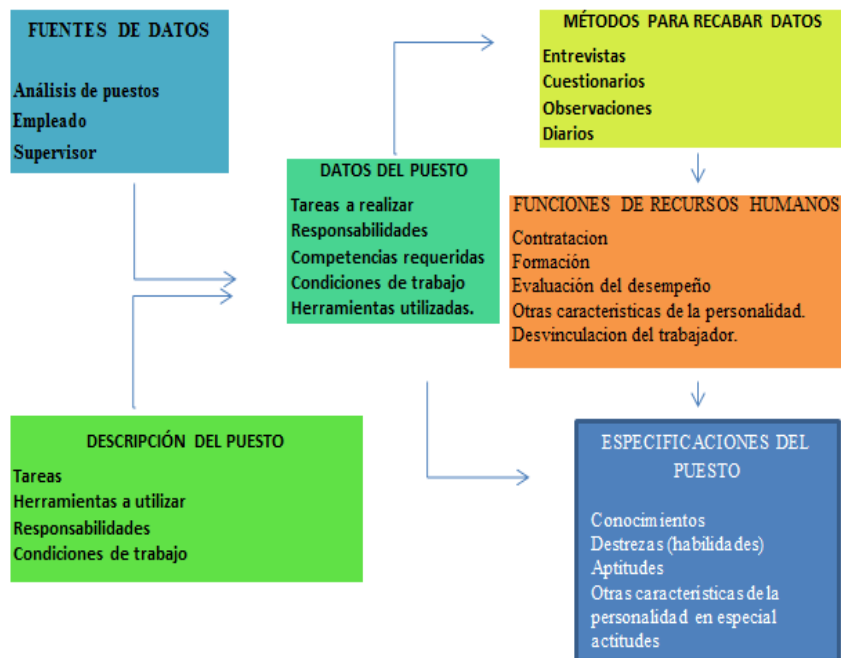 FUENTES DE DATOS
Análisis de puestos
Empleado
Supervisor
DESCRIPCIÓN DEL PUESTO
Tareas
Herramientas a utilizar
Responsabilidades
Condiciones de trabajo
DATOS DEL PUESTO
Tareas a realizar
Responsabilidades
Competencias requeridas
Condiciones de trabajo
Herramientas utilizadas.
MÉTODOS PARA RECABAR DATOS
Entrevistas
Cuestionarios
Observaciones
Diarios
FUNCIONES DE RECURSOS HUMANOS
Contratacion
Formación
Evaluación del desempeño
Otras caracteristicas de la personalidad.
Desvinculacion del trabajador.
ESPECIFICACIONES DEL
PUESTO
Conocimientos
Destrezas (habilidades)
Aptitudes
Otras características de la
personalidad en especial
actitudes